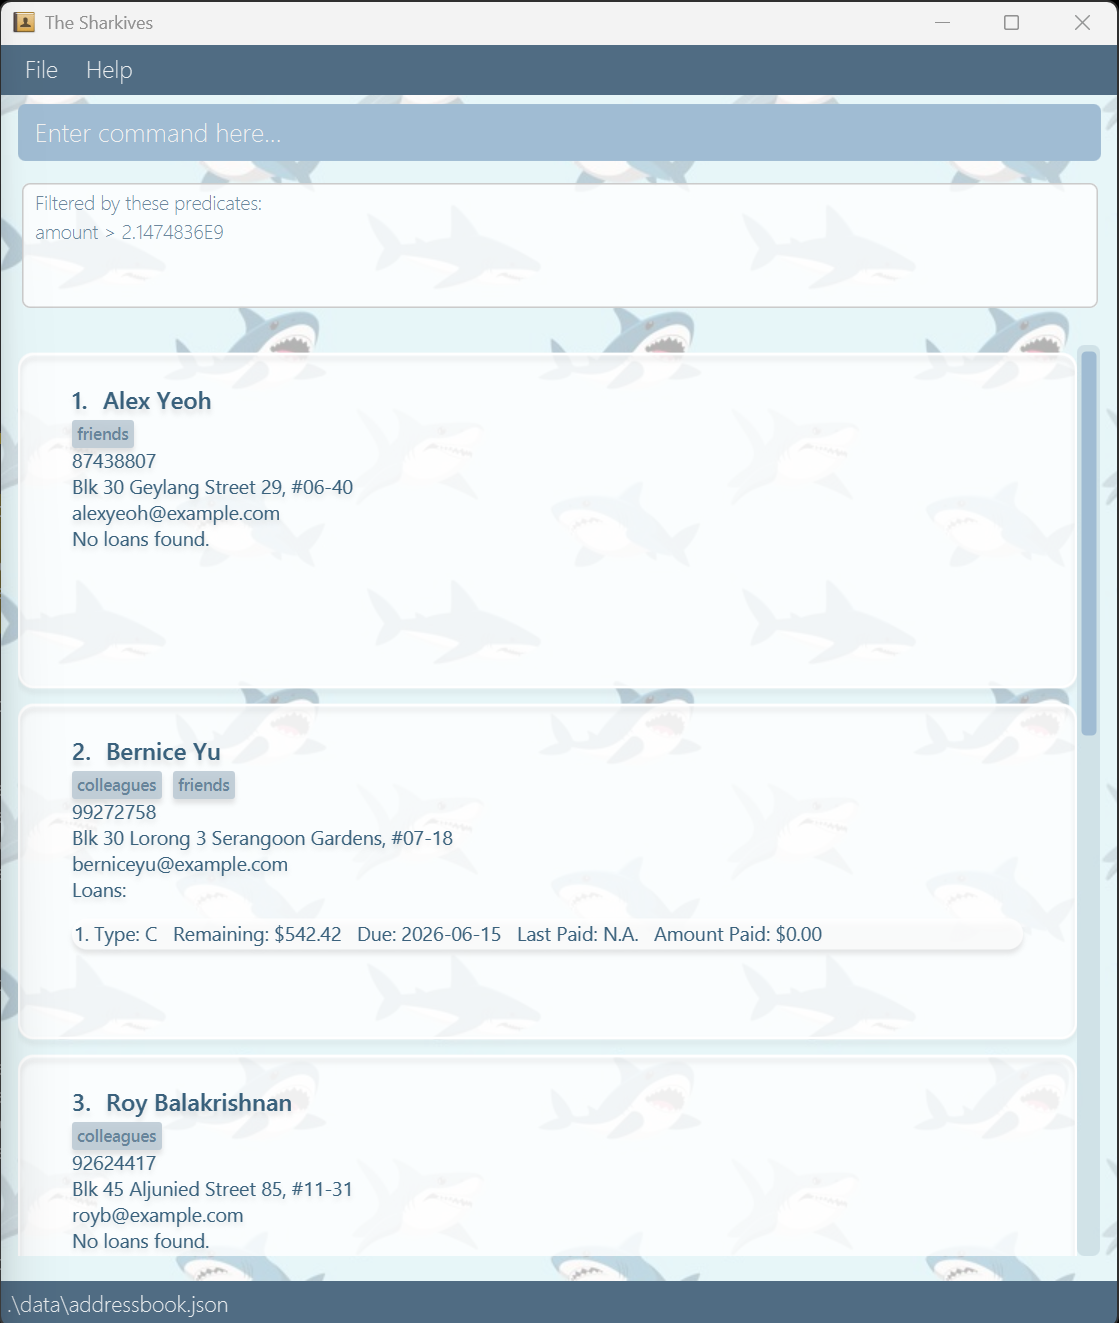 The Sharkives
File Help
Enter command here...
Filtered by these predicates:
amount > 2.1474836E9
1. Alex Yeoh
friends
87438807
Blk 30 Geylang Street 29, #06-40
alexyeoh@example.com
No loans found.
2. Bernice Yu
colleagues friends
99272758
Blk 30 Lorong 3 Serangoon Gardens, #07-18
berniceyu@example.com
Loans:
1. Type: C Remaining: $542.42 Due: 2026-06-15 Last Paid: N.A. Amount Paid: $0.00
3. Roy Balakrishnan
colleagues
92624417
Blk 45 Aljunied Street 85, #11-31
royb@example.com
No loans found.
.\data\addressbook.json